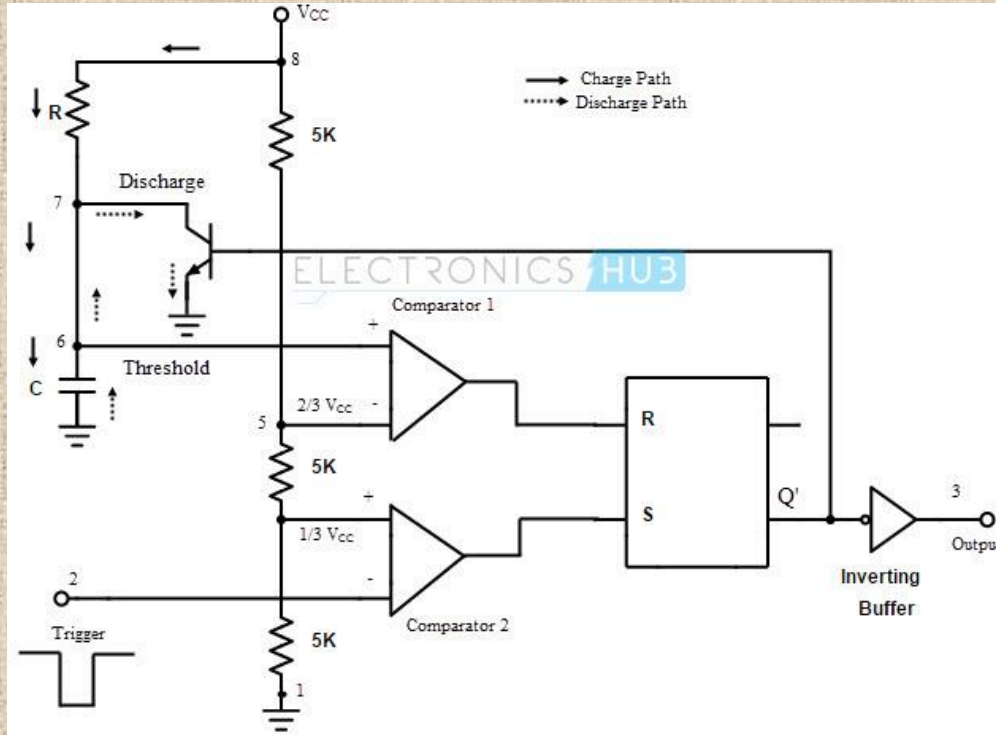 VCC
8
Charge Path
Discharge Path
R
5K
Discharge
7
ELECTRONICS HUB
Comparator 1
+
6
Threshold
C
2/3 VCC
-
5
R
5K
Q'
3
+
S
1/3 VCC
Outpu
2
-
Inverting
Buffer
Trigger
5K
Comparator 2
1